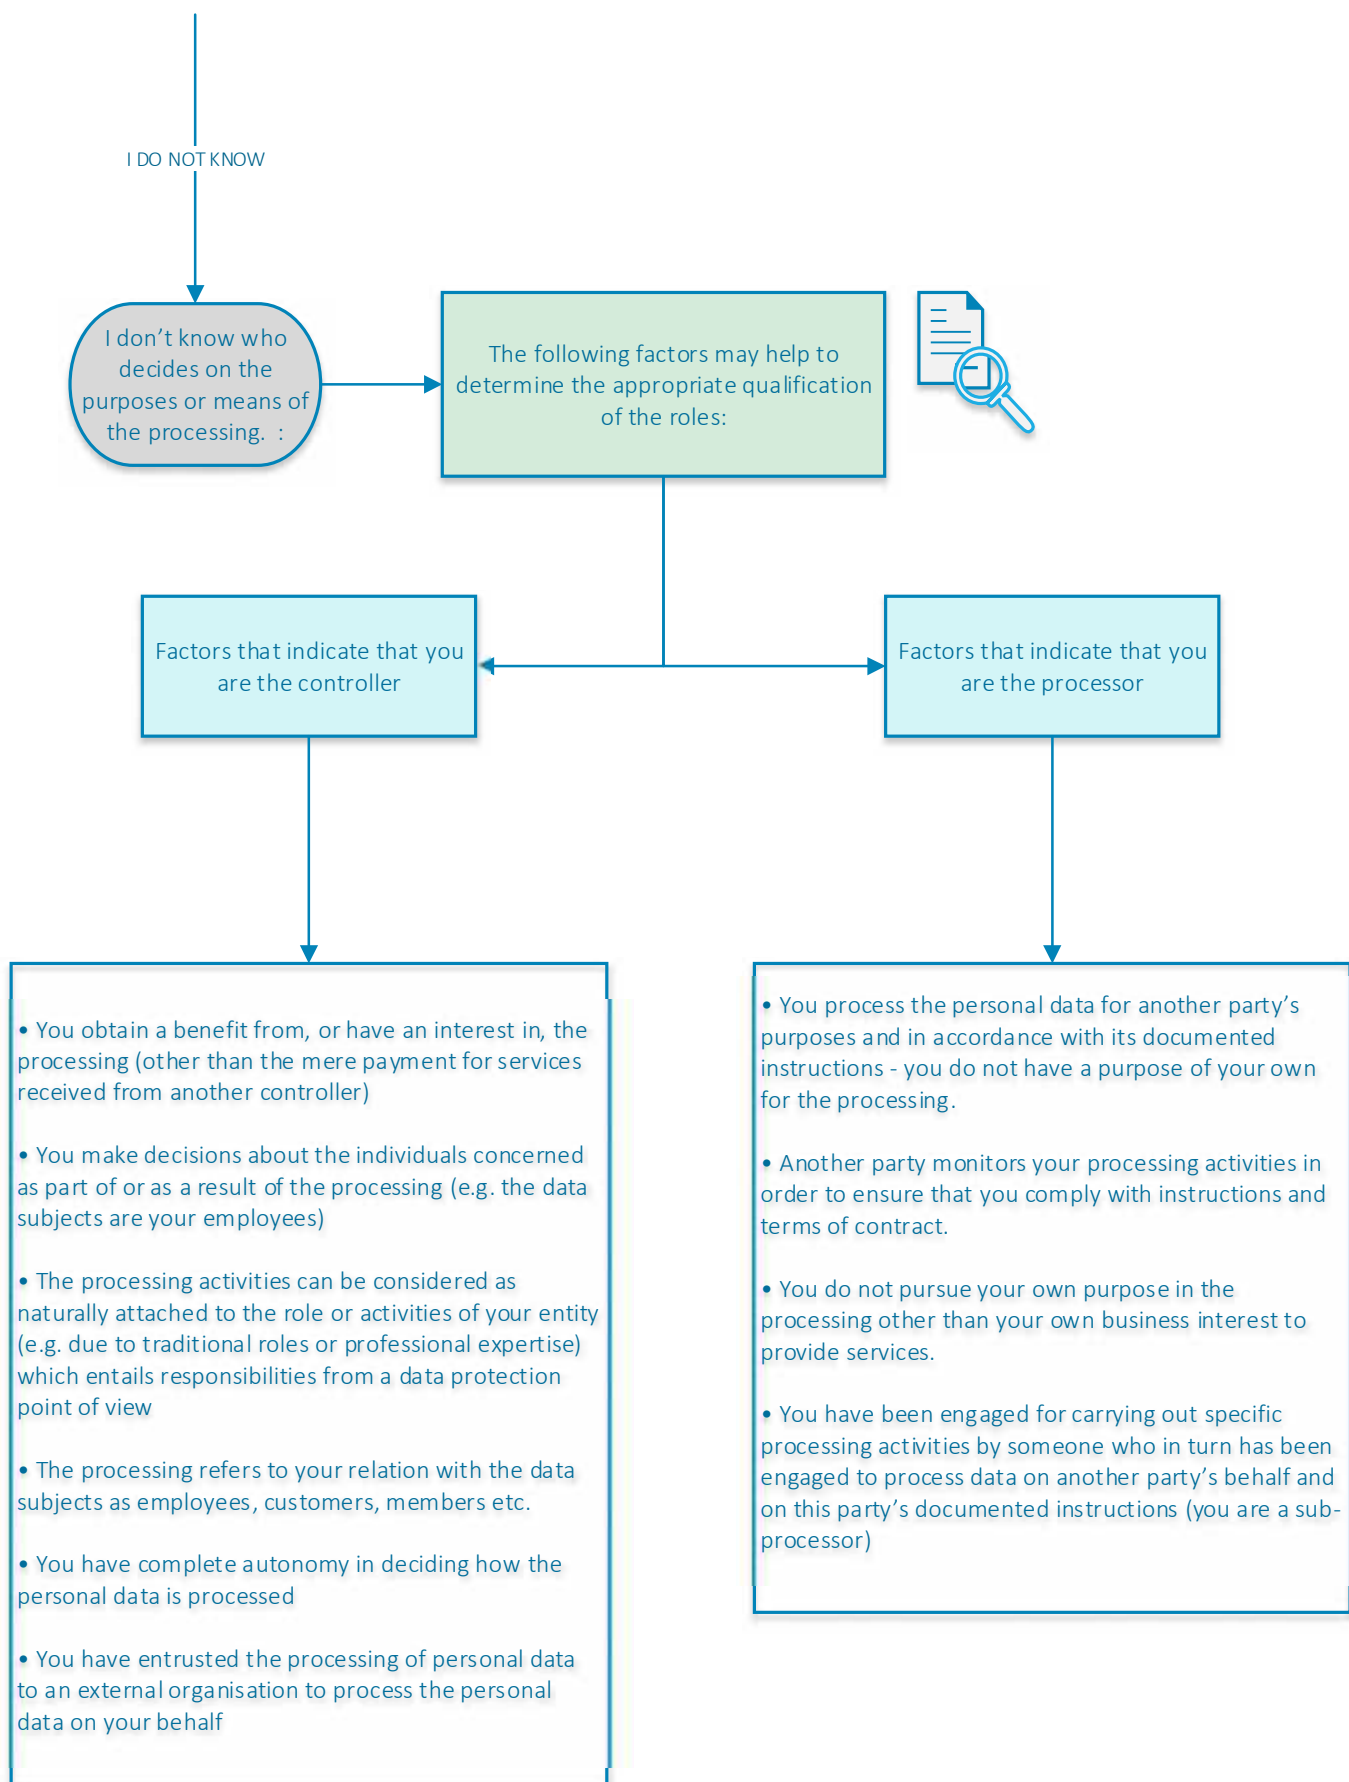 I DO NOT KNOW
I don’t know who
decides on the
purposes or means of
the processing.  :
The following factors may help to
determine the appropriate qualification
of the roles:
Factors that indicate that you
are the controller
Factors that indicate that you
are the processor
• You obtain a benefit from, or have an interest in, the
processing (other than the mere payment for services
received from another controller)
• You make decisions about the individuals concerned
as part of or as a result of the processing (e.g. the data
subjects are your employees)
• The processing activities can be considered as
naturally attached to the role or activities of your entity
(e.g. due to traditional roles or professional expertise)
which entails responsibilities from a data protection
point of view
• The processing refers to your relation with the data
subjects as employees, customers, members etc.
• You have complete autonomy in deciding how the
personal data is processed
• You have entrusted the processing of personal data
to an external organisation to process the personal
data on your behalf
• You process the personal data for another party’s
purposes and in accordance with its documented
instructions - you do not have a purpose of your own
for the processing.
• Another party monitors your processing activities in
order to ensure that you comply with instructions and
terms of contract.
• You do not pursue your own purpose in the
processing other than your own business interest to
provide services.
• You have been engaged for carrying out specific
processing activities by someone who in turn has been
engaged to process data on another party’s behalf and
on this party’s documented instructions (you are a sub-
processor)